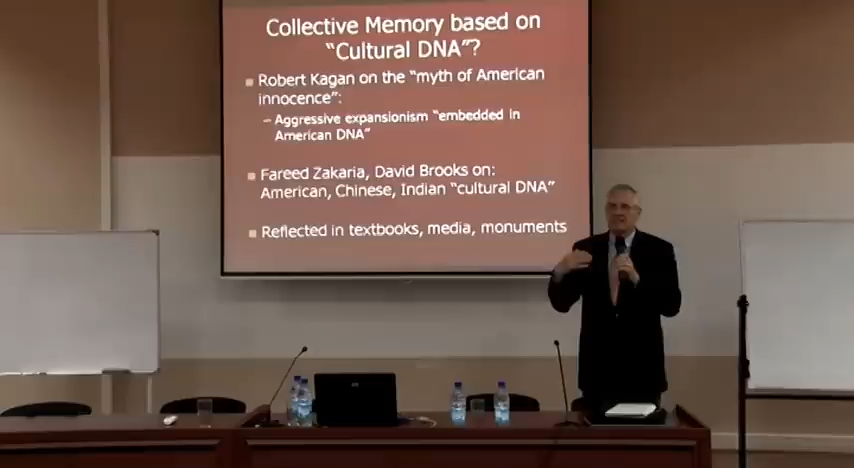 Collective Memory based on
“Cultural DNA”?
Robert Kagan on the “myth of American
innocence”:
– Aggressive expansionism “embedded in
American DNA”
Fareed Zakaria, David Brooks on:
American, Chinese, Indian “cultural DNA”
Reflected in textbooks, media, monuments